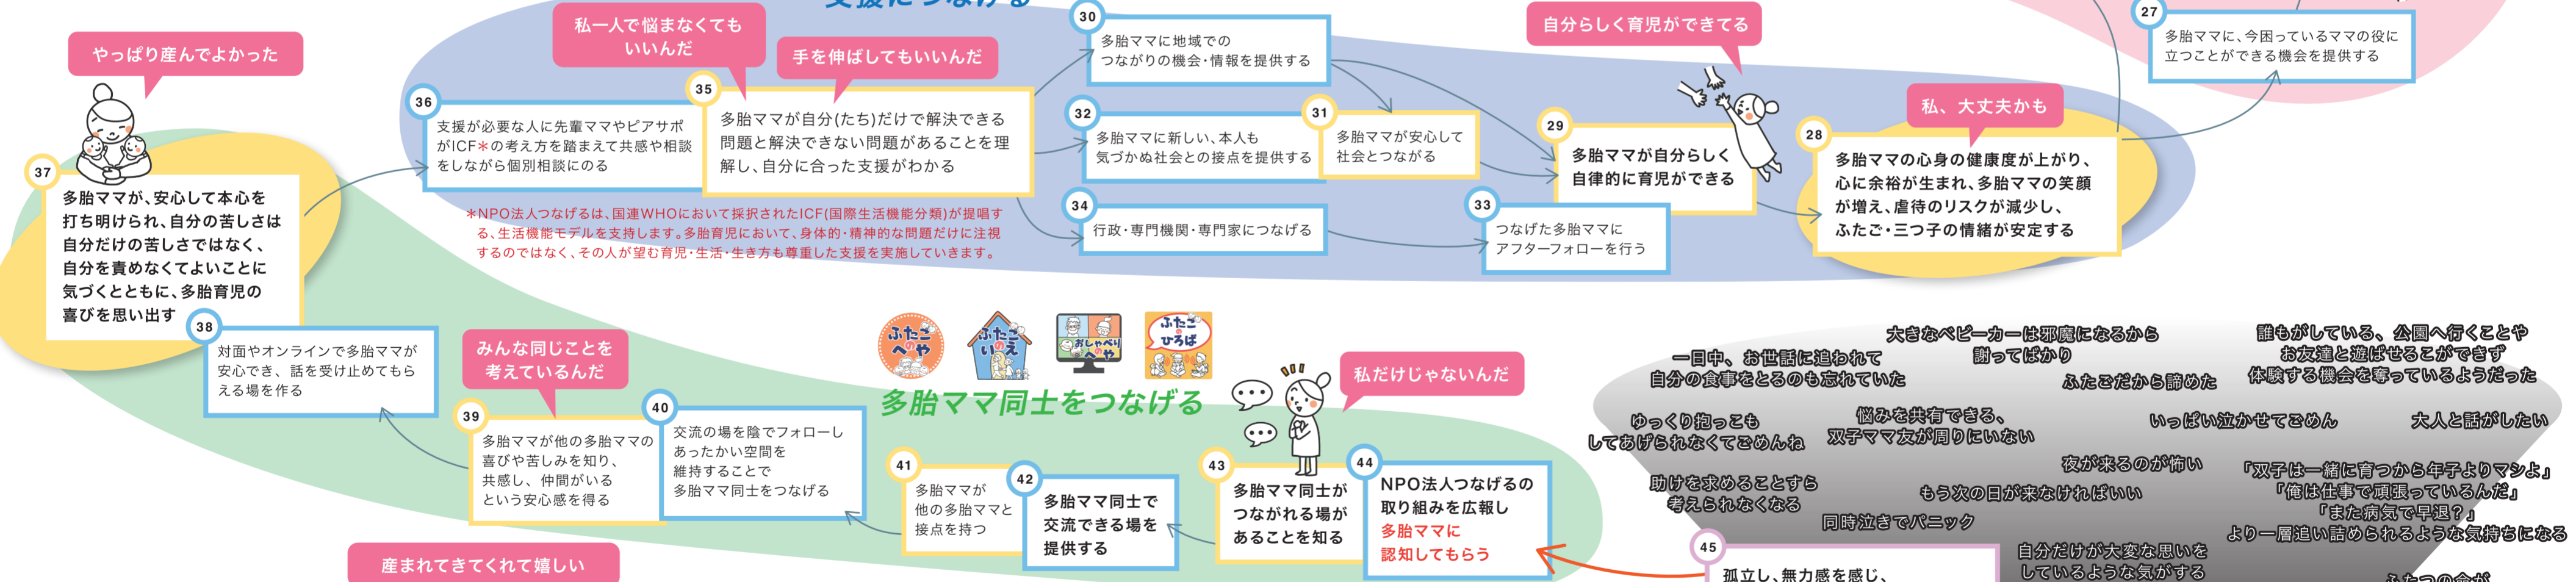 支援につなげる
やっぱり産んでよかった
37
多胎ママが、安心して本心を
打ち明けられ、自分の苦しさは
自分だけの苦しさではなく、
自分を責めなくてよいことに
気づくとともに、多胎育児の
喜びを思い出す
36
支援が必要な人に先輩ママやピアサポ
がICF＊の考え方を踏まえて共感や相談
をしながら個別相談にのる
私一人で悩まなくても
いいんだ
手を伸ばしてもいいんだ
35
多胎ママが自分(たち)だけで解決できる
問題と解決できない問題があることを理
解し、自分に合った支援がわかる
＊NPO法人つなげるは、国連WHOにおいて採択されたICF(国際生活機能分類)が提唱す
る、生活機能モデルを支持します。多胎育児において、身体的・精神的な問題だけに注視
するのではなく、その人が望む育児・生活・生き方も尊重した支援を実施していきます。
30
多胎ママに地域での
つながりの機会・情報を提供する
32
多胎ママに新しい、本人も
気づかぬ社会との接点を提供する
31
多胎ママが安心して
社会とつながる
34
行政・専門機関・専門家につなげる
33
つなげた多胎ママに
アフターフォローを行う
自分らしく育児ができてる
29
多胎ママが自分らしく
自律的に育児ができる
私、大丈夫かも
28
多胎ママの心身の健康度が上がり、
心に余裕が生まれ、多胎ママの笑顔
が増え、虐待のリスクが減少し、
ふたご・三つ子の情緒が安定する
27
多胎ママに、今困っているママの役に
立つことができる機会を提供する
38
対面やオンラインで多胎ママが
安心でき、話を受け止めてもら
える場を作る
みんな同じことを
考えているんだ
39
多胎ママが他の多胎ママの
喜びや苦しみを知り、
共感し、仲間がいる
という安心感を得る
40
交流の場を陰でフォローし
あったかい空間を
維持することで
多胎ママ同士をつなげる
ふたご
の
へや
ふたご
の
いえ
おしゃべり
の
へや
ふたご
の
ひろば
多胎ママ同士をつなげる
41
多胎ママが
他の多胎ママと
接点を持つ
42
多胎ママ同士で
交流できる場を
提供する
私だけじゃないんだ
43
多胎ママ同士が
つながれる場が
あることを知る
44
NPO法人つなげるの
取り組みを広報し
多胎ママに
認知してもらう
産まれてきてくれて嬉しい
大きなベビーカーは邪魔になるから
謝ってばかり
一日中、お世話に追われて
自分の食事をとるのも忘れていた
ふたごだから諦めた
誰もがしている、公園へ行くことや
お友達と遊ばせるこができず
体験する機会を奪っているようだった
ゆっくり抱っこも
してあげられなくてごめんね
悩みを共有できる、
双子ママ友が周りにいない
いっぱい泣かせてごめん
大人と話がしたい
夜が来るのが怖い
助けを求めることすら
考えられなくなる
もう次の日が来なければいい
同時泣きでパニック
「双子は一緒に育つから年子よりマシよ」
「俺は仕事で頑張っているんだ」
「また病気で早退？」
より一層追い詰められるような気持ちになる
自分だけが大変な思いを
しているような気がする
45
孤立し、無力感を感じ、
ふたつの命が